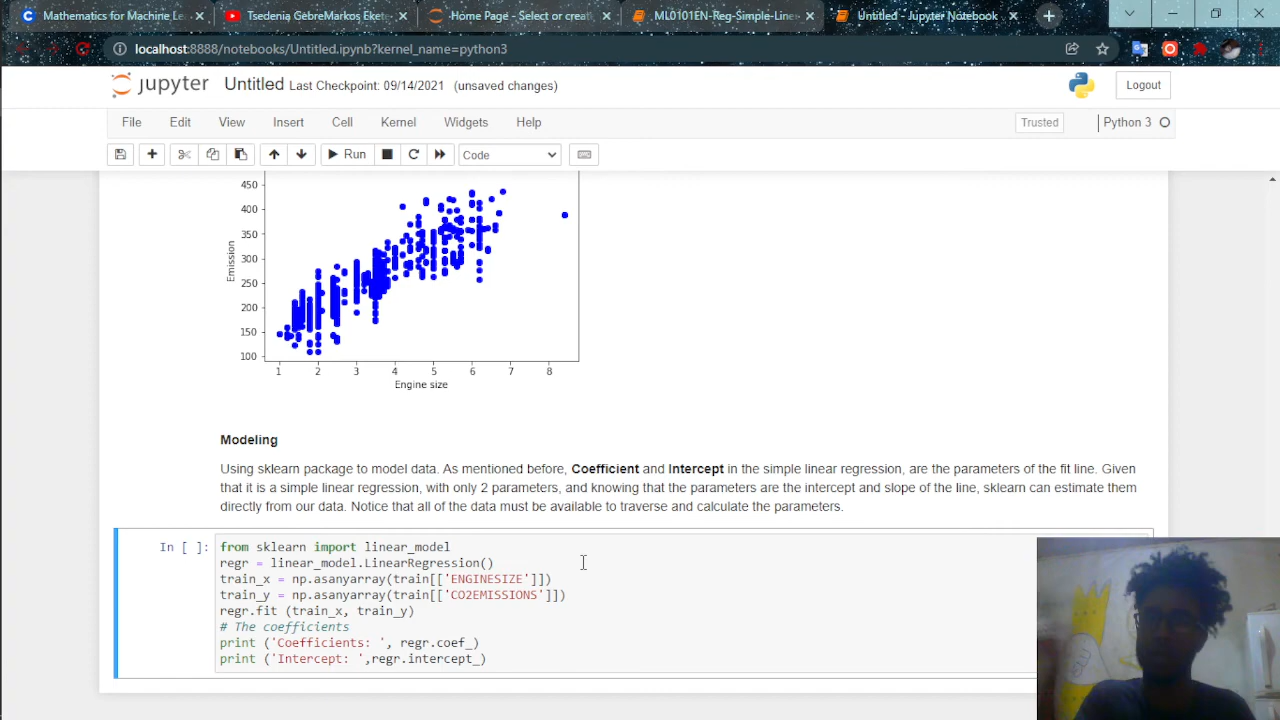 Mathematics for Machine Le
Tsedenia GebreMarkos Eket
Home Page - Select or creat
ML0101EN-Reg-Simple-Line
Untitled - Jupyter Notebook
localhost:8888/notebooks/Untitled.ipynb?kernel_name=python3
jupyter Untitled Last Checkpoint: 09/14/2021 (unsaved changes)
Logout
File Edit View Insert Cell Kernel Widgets Help
Trusted
Python 3
Run
Code
450
400
350
300
250
200
150
100
Emission
1 2 3 4 5 6 7 8
Engine size
Modeling
Using sklearn package to model data. As mentioned before, Coefficient and Intercept in the simple linear regression, are the parameters of the fit line. Given
that it is a simple linear regression, with only 2 parameters, and knowing that the parameters are the intercept and slope of the line, sklearn can estimate them
directly from our data. Notice that all of the data must be available to traverse and calculate the parameters.
In [ ]: from sklearn import linear_model
regr = linear_model.LinearRegression()
train_x = np.asanyarray(train[['ENGINESIZE']])
train_y = np.asanyarray(train[['CO2EMISSIONS']])
regr.fit (train_x, train_y)
# The coefficients
print ('Coefficients: ', regr.coef_)
print ('Intercept: ',regr.intercept_)